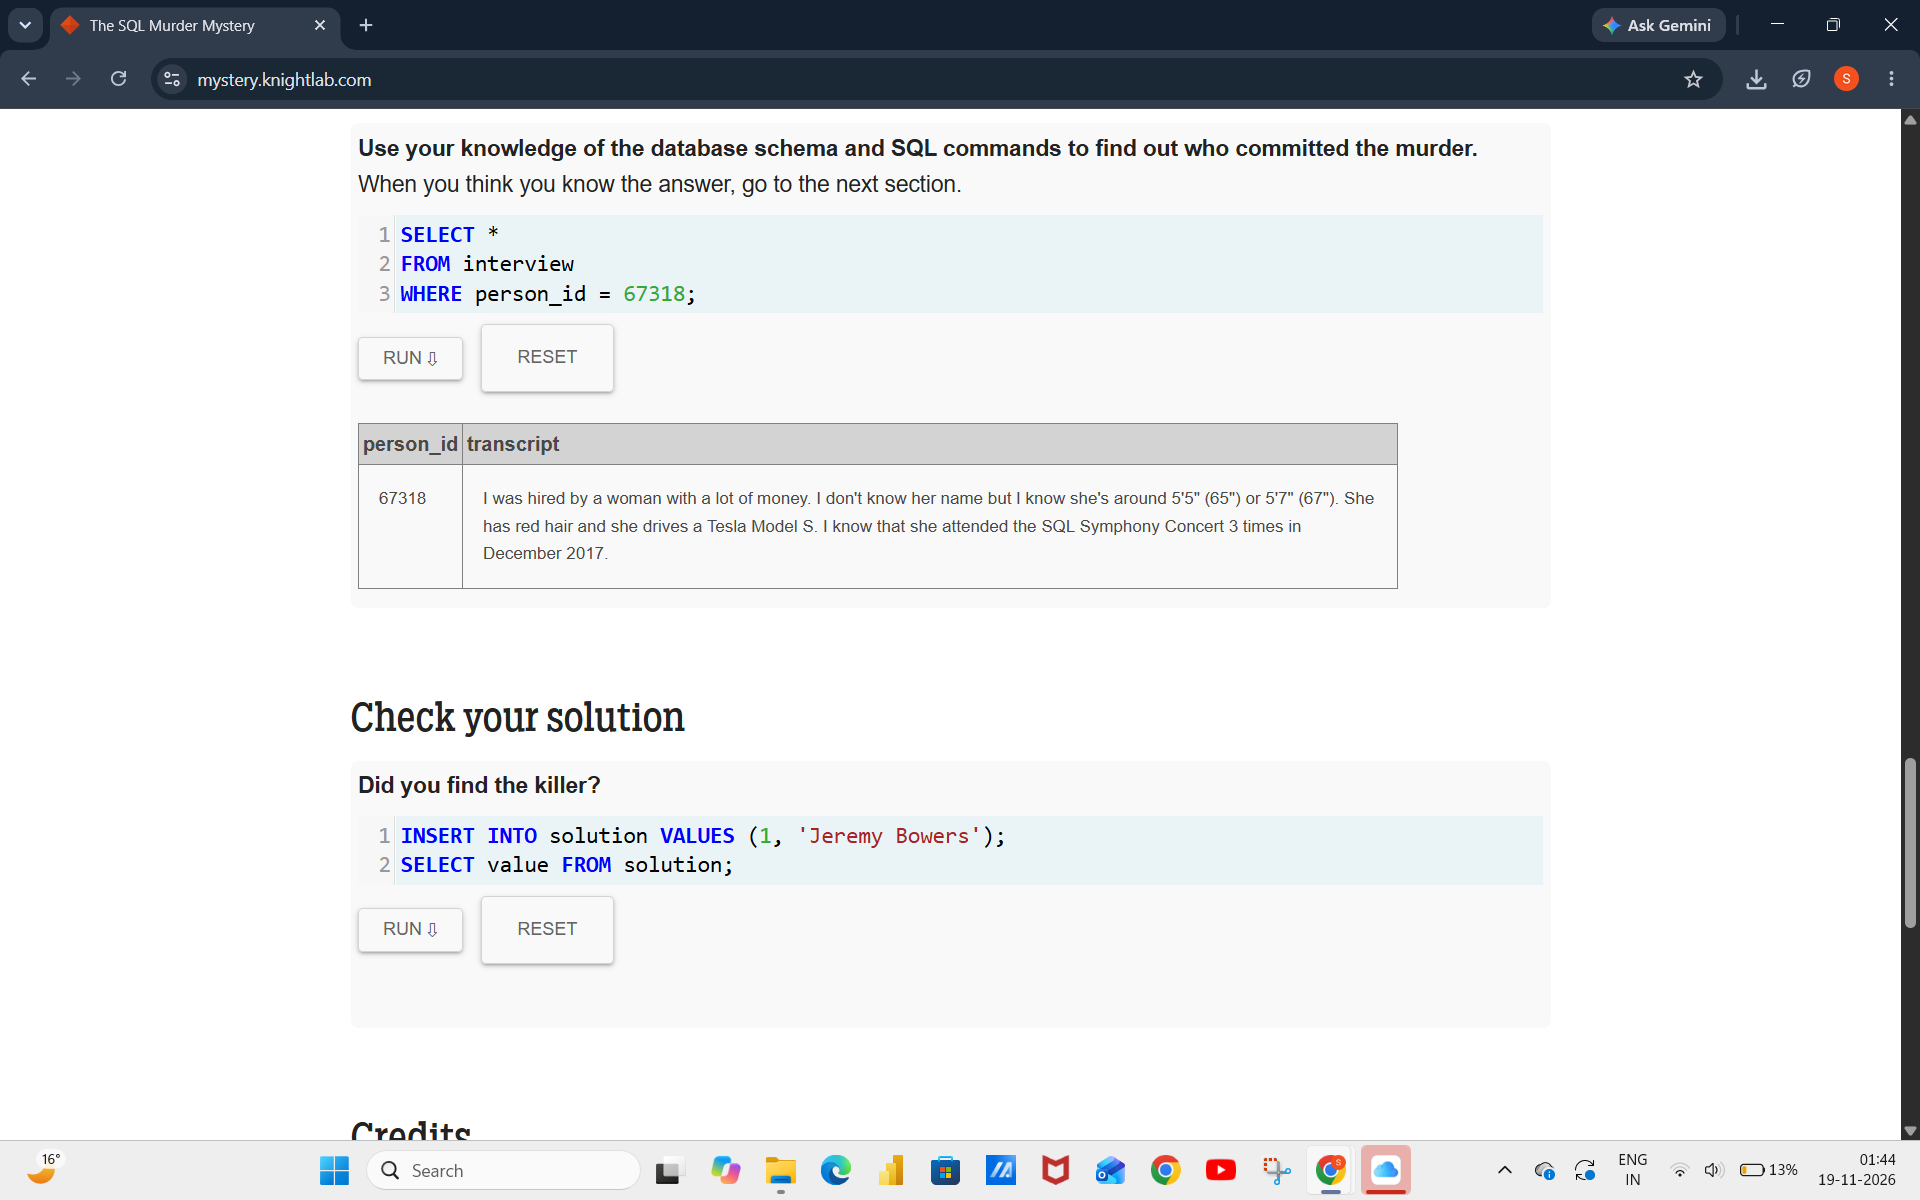 The SQL Murder Mystery
Ask Gemini
mystery.knightlab.com
S
Use your knowledge of the database schema and SQL commands to find out who committed the murder.
When you think you know the answer, go to the next section.
1 SELECT *
2 FROM interview
3 WHERE person_id = 67318;
RUN ⇩ RESET
person_id transcript
67318 I was hired by a woman with a lot of money. I don't know her name but I know she's around 5'5" (65") or 5'7" (67"). She
has red hair and she drives a Tesla Model S. I know that she attended the SQL Symphony Concert 3 times in
December 2017.
Check your solution
Did you find the killer?
1 INSERT INTO solution VALUES (1, 'Jeremy Bowers');
2 SELECT value FROM solution;
RUN ⇩ RESET
Credits
16°
Search
S
ENG
IN
13%
01:44
19-11-2026